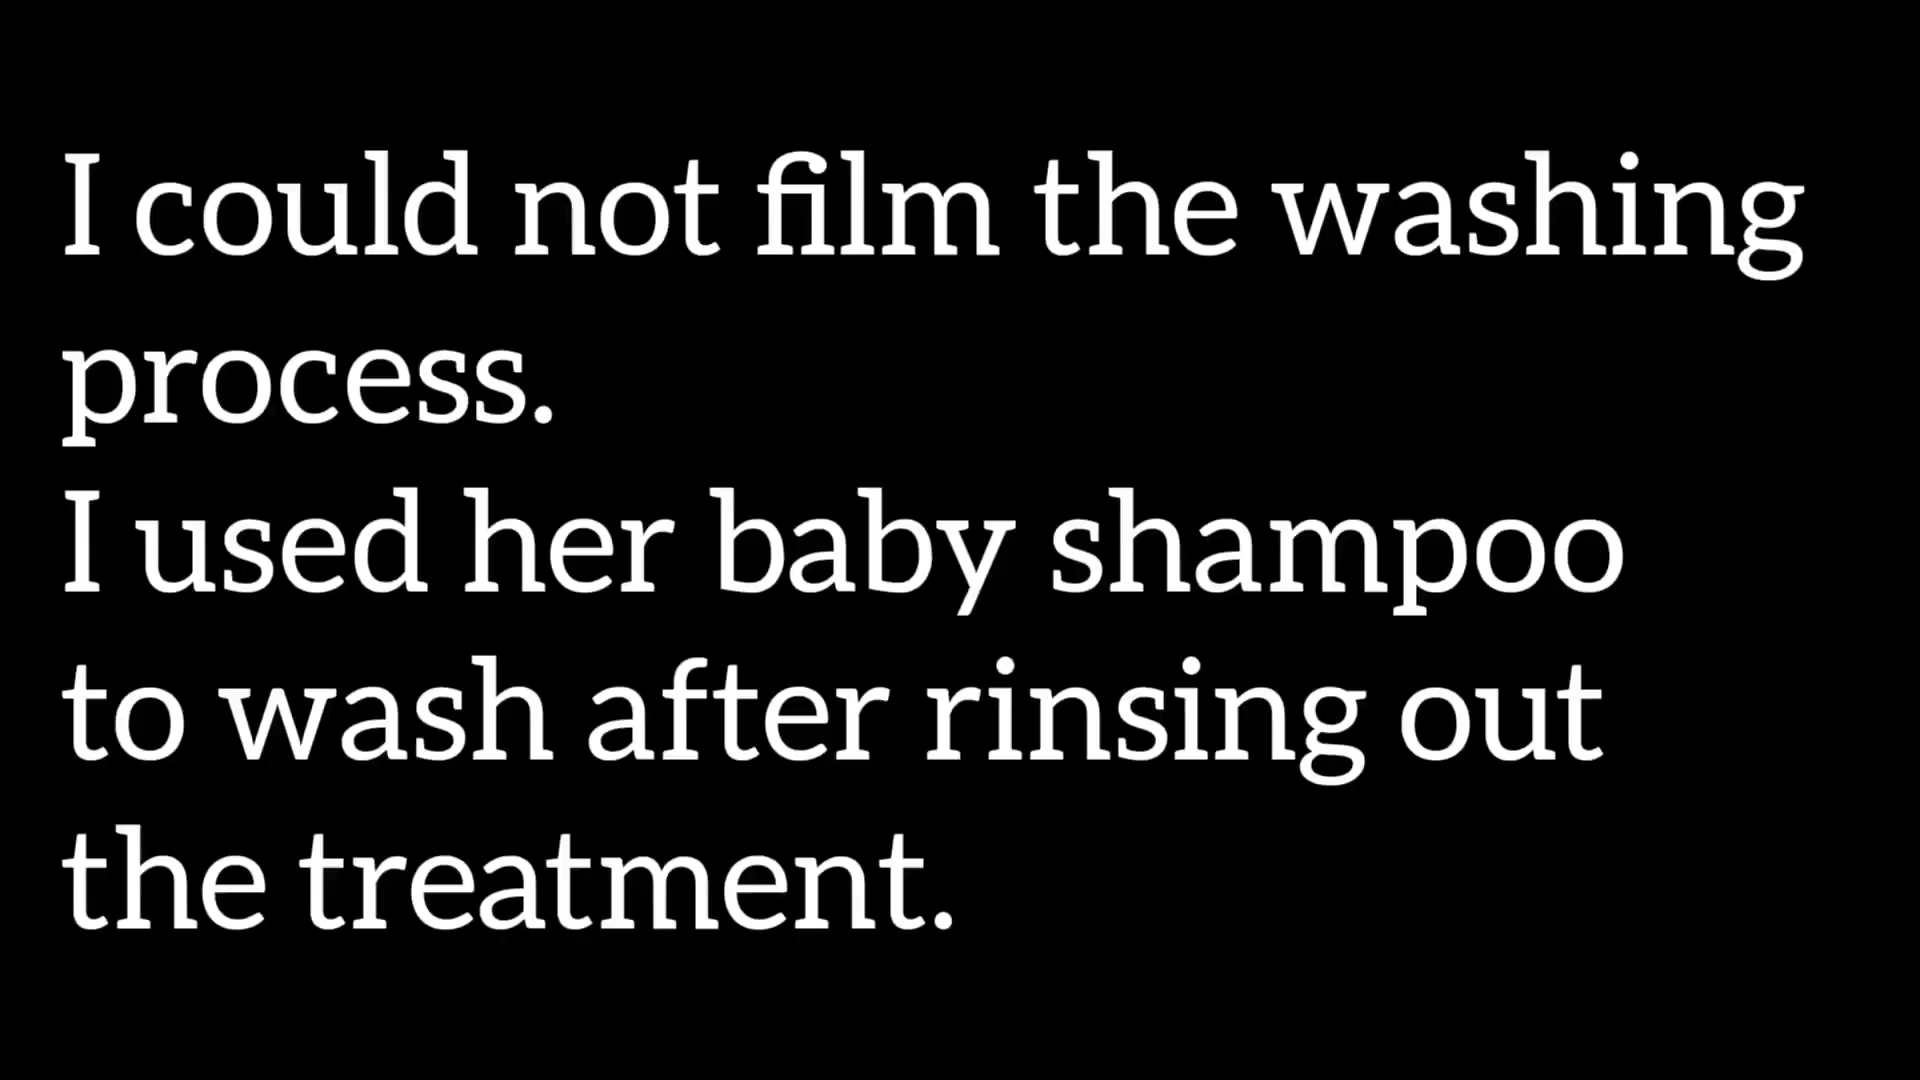 I could not film the washing
process.
I used her baby shampoo
to wash after rinsing out
the treatment.